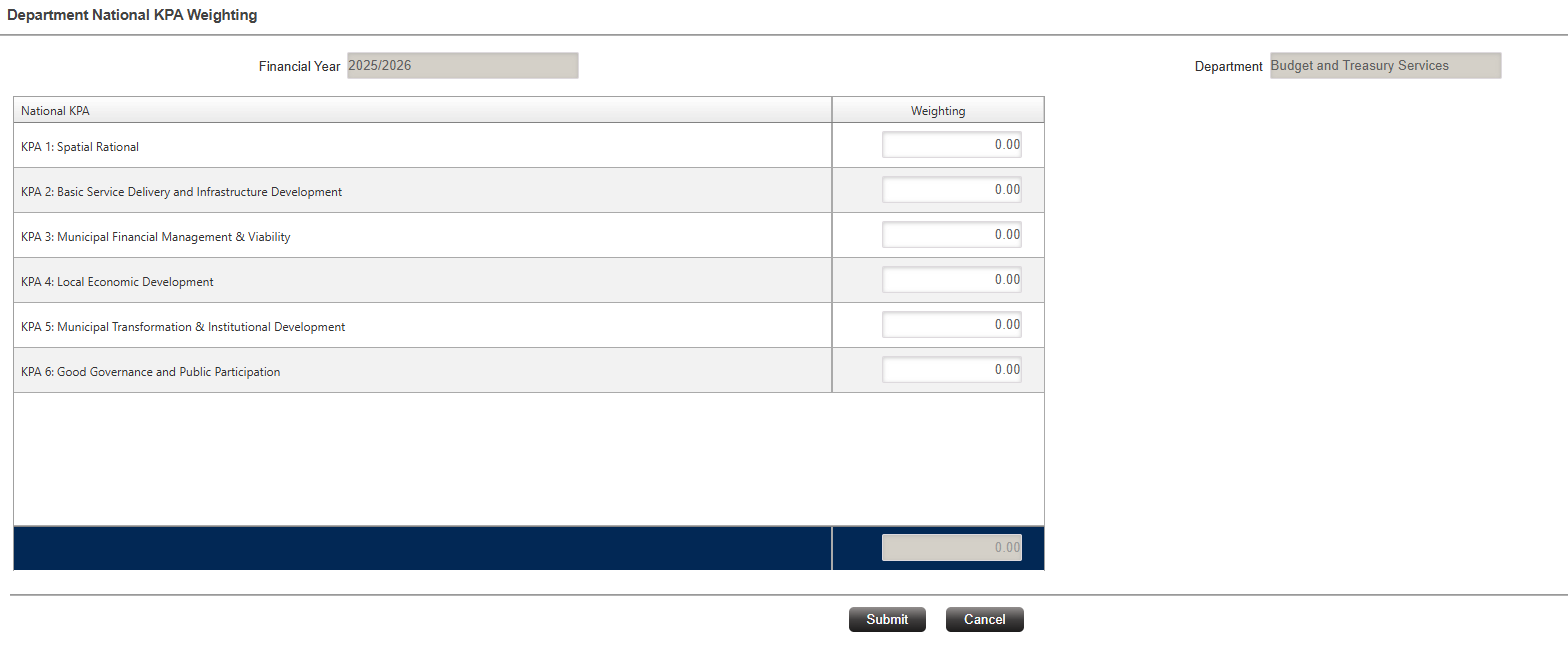 Department National KPA Weighting
Financial Year 2025/2026 Department Budget and Treasury Services
National KPA Weighting
KPA 1: Spatial Rational 0.00
KPA 2: Basic Service Delivery and Infrastructure Development 0.00
KPA 3: Municipal Financial Management & Viability 0.00
KPA 4: Local Economic Development 0.00
KPA 5: Municipal Transformation & Institutional Development 0.00
KPA 6: Good Governance and Public Participation 0.00
0.00
Submit Cancel